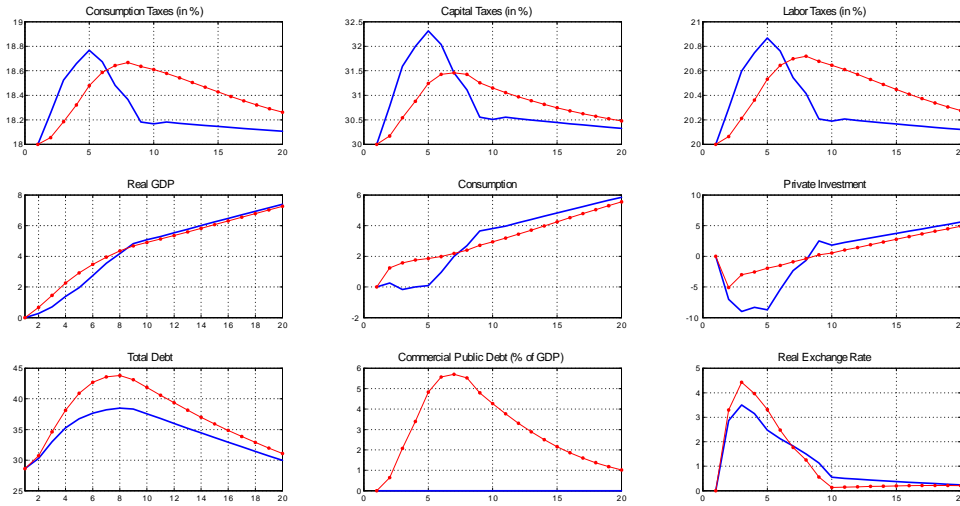 Consumption Taxes (in %)
19
18.8
18.6
18.4
18.2
18
0 5 10 15 20
Capital Taxes (in %)
32.5
31.5
30.5
30
0 5 10 15 20
Labor Taxes (in %)
21
20.8
20.6
20.4
20.2
20
0 5 10 15 20
Real GDP
8
6
4
2
0
2 4 6 8 10 12 14 16 18 20
Consumption
6
4
2
0
-2
0 5 10 15 20
Private Investment
10
5
0
-5
-10
0 5 10 15 20
Total Debt
45
40
35
30
25
2 4 6 8 10 12 14 16 18 20
Commercial Public Debt (% of GDP)
6
5
4
3
2
1
0
0 5 10 15 20
Real Exchange Rate
5
4
3
2
1
0
0 5 10 15 20